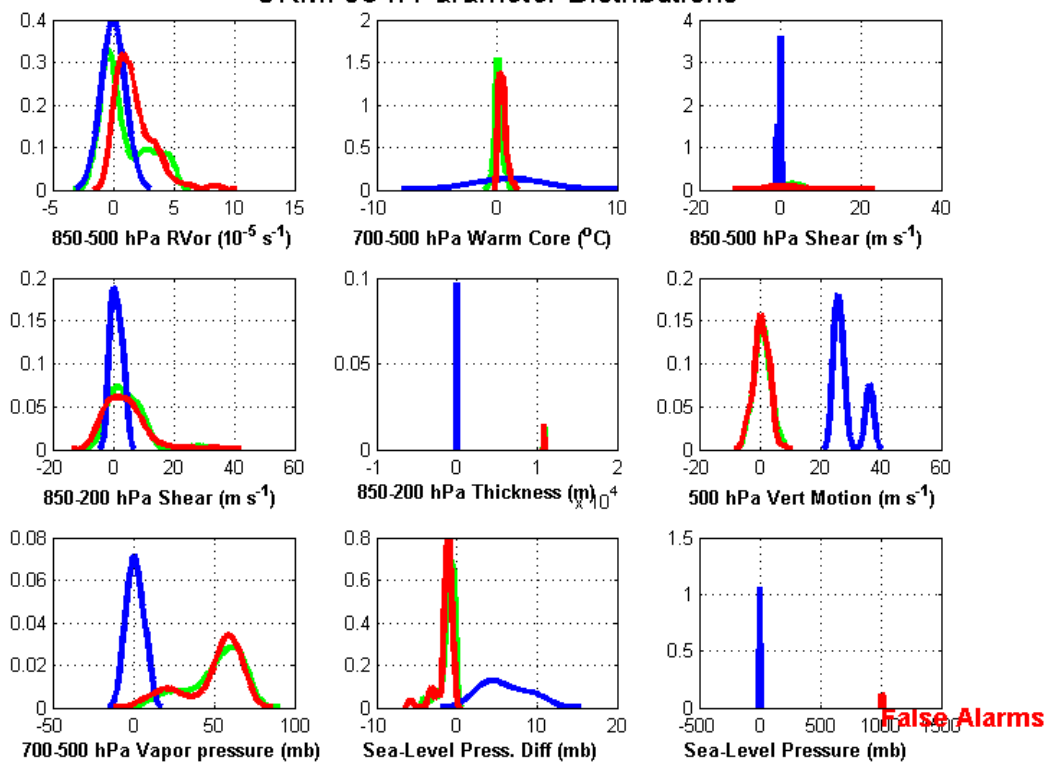 0.4
0.3
0.2
0.1
0
-5 0 5 10 15
850-500 hPa RVor (10⁻⁵ s⁻¹)
2
1.5
1
0.5
0
-10 0 10
700-500 hPa Warm Core (ºC)
4
3
2
1
0
-20 0 20 40
850-500 hPa Shear (m s⁻¹)
0.2
0.15
0.1
0.05
0
-20 0 20 40 60
850-200 hPa Shear (m s⁻¹)
0.1
0.05
0
-1 0 1 2
x 10⁴
850-200 hPa Thickness (m)
0.2
0.15
0.1
0.05
0
-20 0 20 40 60
500 hPa Vert Motion (m s⁻¹)
0.08
0.06
0.04
0.02
0
-50 0 50 100
700-500 hPa Vapor pressure (mb)
0.8
0.6
0.4
0.2
0
-10 0 10 20
Sea-Level Press. Diff (mb)
1.5
1
0.5
0
-500 0 500 1000 1500
Sea-Level Pressure (mb)
False Alarms